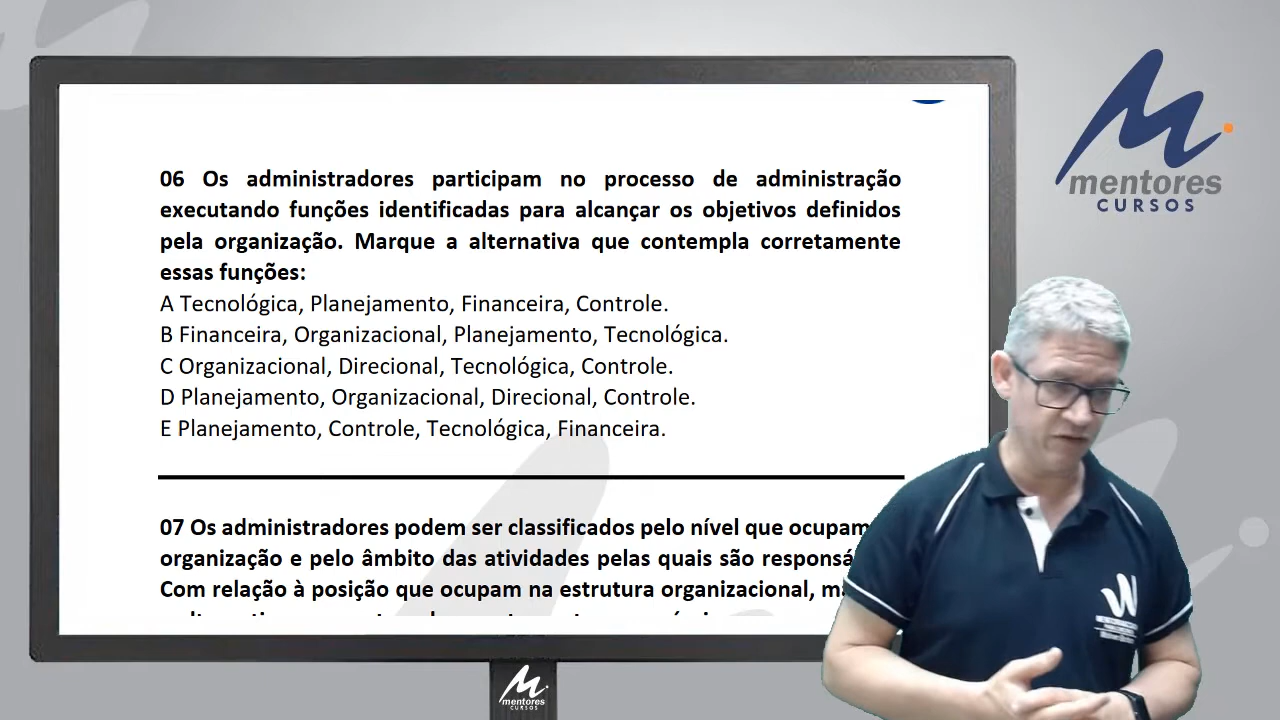 06 Os administradores participam no processo de administração
executando funções identificadas para alcançar os objetivos definidos
pela organização. Marque a alternativa que contempla corretamente
essas funções:
A Tecnológica, Planejamento, Financeira, Controle.
B Financeira, Organizacional, Planejamento, Tecnológica.
C Organizacional, Direcional, Tecnológica, Controle.
D Planejamento, Organizacional, Direcional, Controle.
E Planejamento, Controle, Tecnológica, Financeira.
07 Os administradores podem ser classificados pelo nível que ocupam
organização e pelo âmbito das atividades pelas quais são
Com relação à posição que ocupam na estrutura organizacional,
mentores
CURSOS
mentores
CURSOS